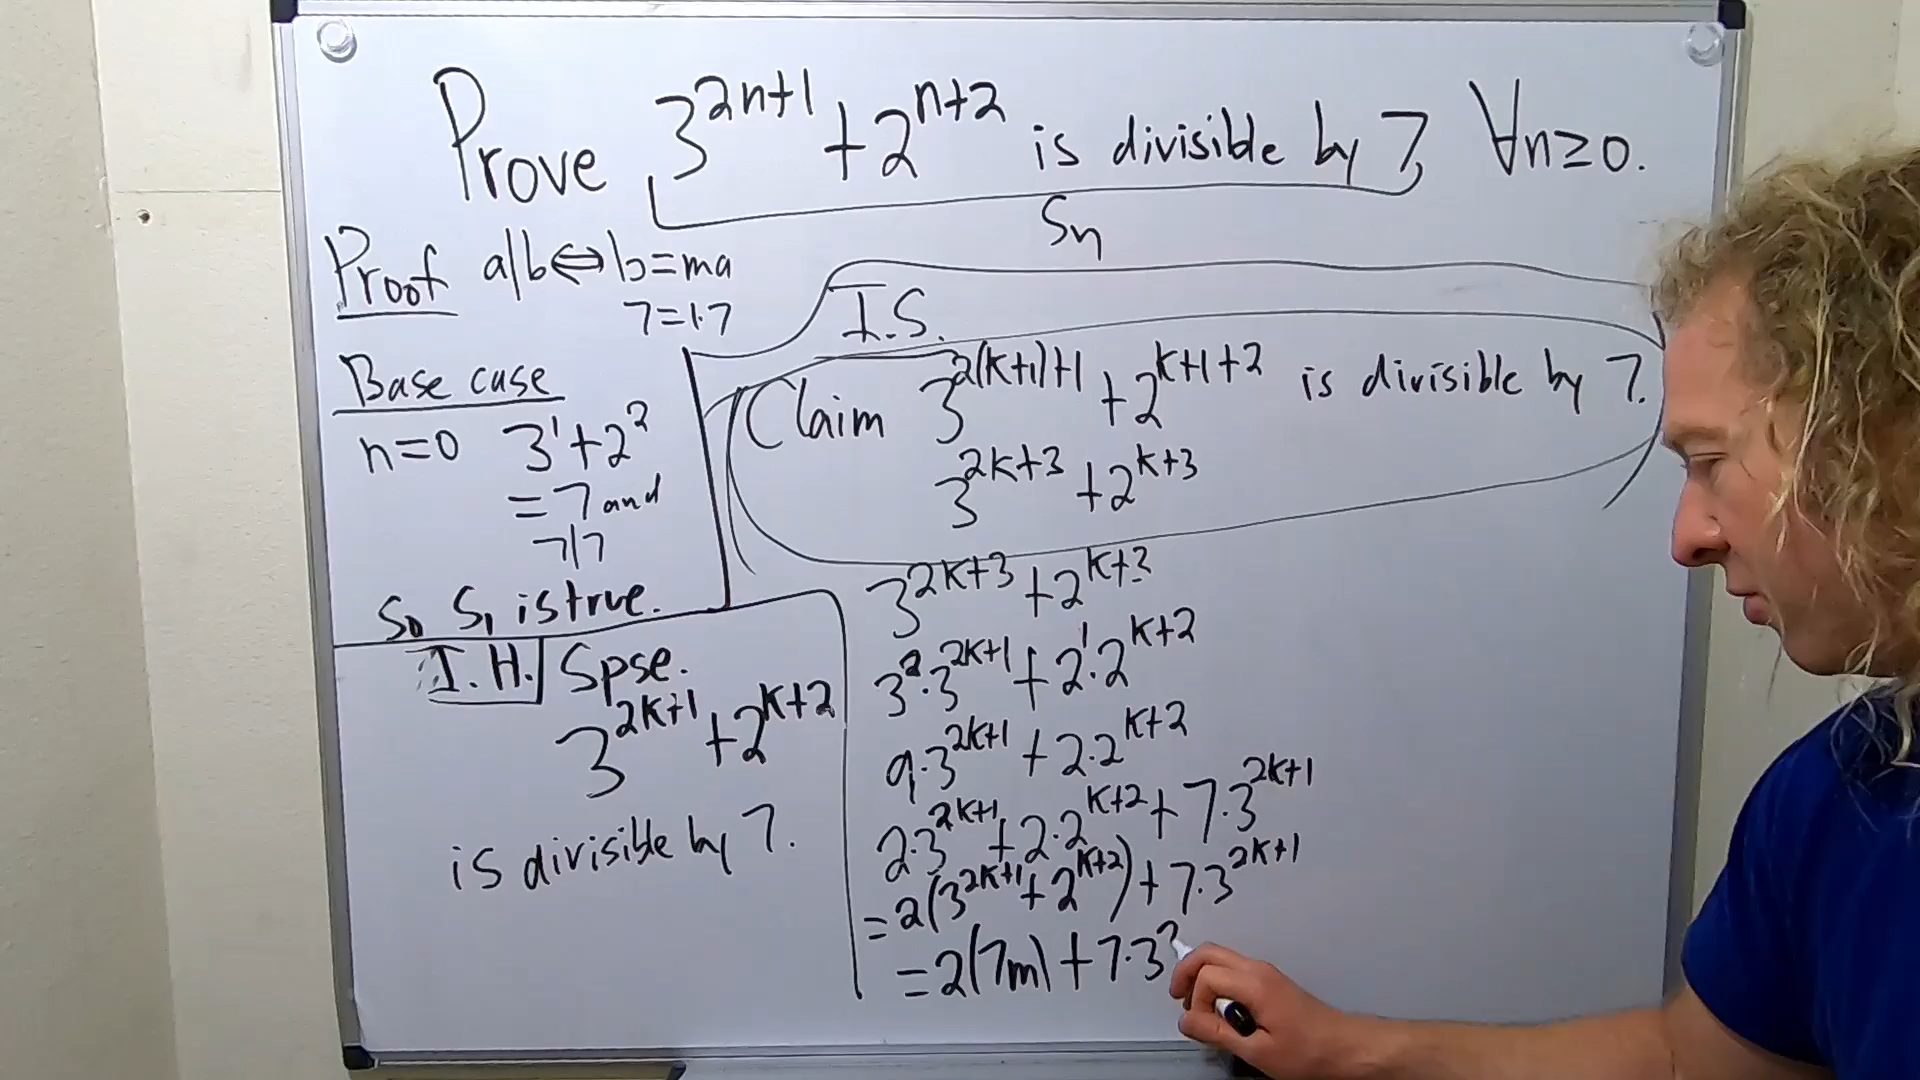 Prove 3^{2n+1} + 2^{n+2} is divisible by 7, ∀n≥0.
S_n
Proof a|b⇔b=ma
7=1·7
Base case
n=0 3^1+2^2
=7 and
7|7
So S_1 is true.
I.H. Spse.
3^{2k+1}+2^{k+2}
is divisible by 7.
I.S.
Claim 3^{2(k+1)+1}+2^{k+1+2} is divisible by 7.
3^{2k+3}+2^{k+3}
3^{2k+3}+2^{k+3}
3^2·3^{2k+1}+2^1·2^{k+2}
9·3^{2k+1}+2·2^{k+2}
2·3^{2k+1}+2·2^{k+2}+7·3^{2k+1}
=2(3^{2k+1}+2^{k+2})+7·3^{2k+1}
=2(7m)+7·3^2